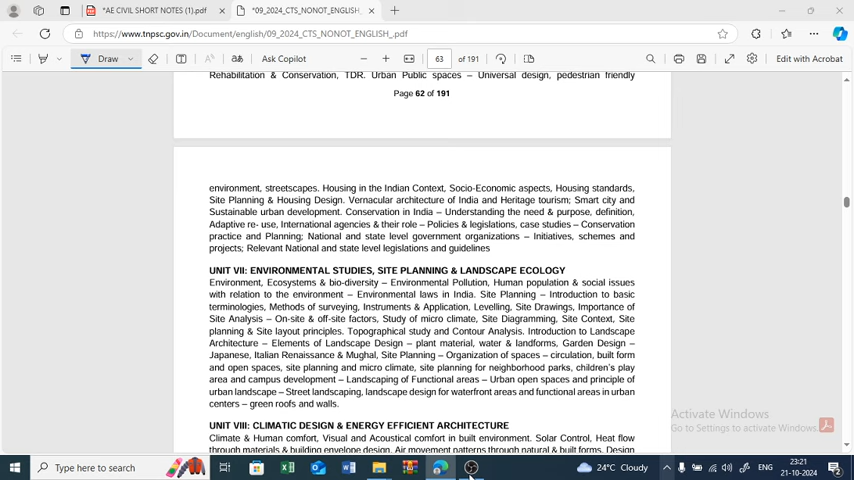 *AE CIVIL SHORT NOTES (1).pdf
*09_2024_CTS_NONOT_ENGLISH_
https://www.tnpsc.gov.in/Document/english/09_2024_CTS_NONOT_ENGLISH_.pdf
Draw
Ask Copilot
63 of 191
Edit with Acrobat
Rehabilitation & Conservation, TDR. Urban Public spaces – Universal design, pedestrian friendly
Page 62 of 191
environment, streetscapes. Housing in the Indian Context, Socio-Economic aspects, Housing standards,
Site Planning & Housing Design. Vernacular architecture of India and Heritage tourism; Smart city and
Sustainable urban development. Conservation in India – Understanding the need & purpose, definition,
Adaptive re- use, International agencies & their role – Policies & legislations, case studies – Conservation
practice and Planning; National and state level government organizations – Initiatives, schemes and
projects; Relevant National and state level legislations and guidelines
UNIT VII: ENVIRONMENTAL STUDIES, SITE PLANNING & LANDSCAPE ECOLOGY
Environment, Ecosystems & bio-diversity – Environmental Pollution, Human population & social issues
with relation to the environment – Environmental laws in India. Site Planning – Introduction to basic
terminologies, Methods of surveying, Instruments & Application, Levelling, Site Drawings, Importance of
Site Analysis – On-site & off-site factors, Study of micro climate, Site Diagramming, Site Context, Site
planning & Site layout principles. Topographical study and Contour Analysis. Introduction to Landscape
Architecture – Elements of Landscape Design – plant material, water & landforms, Garden Design –
Japanese, Italian Renaissance & Mughal, Site Planning – Organization of spaces – circulation, built form
and open spaces, site planning and micro climate, site planning for neighborhood parks, children's play
area and campus development – Landscaping of Functional areas – Urban open spaces and principle of
urban landscape – Street landscaping, landscape design for waterfront areas and functional areas in urban
centers – green roofs and walls.
Activate Windows
Go to Settings to activate Windows.
UNIT VIII: CLIMATIC DESIGN & ENERGY EFFICIENT ARCHITECTURE
Climate & Human comfort, Visual and Acoustical comfort in built environment. Solar Control, Heat flow
through materials & building envelope design. Air movement patterns through natural & built forms. Design
Type here to search
24°C Cloudy
ENG
23:21
21-10-2024
2